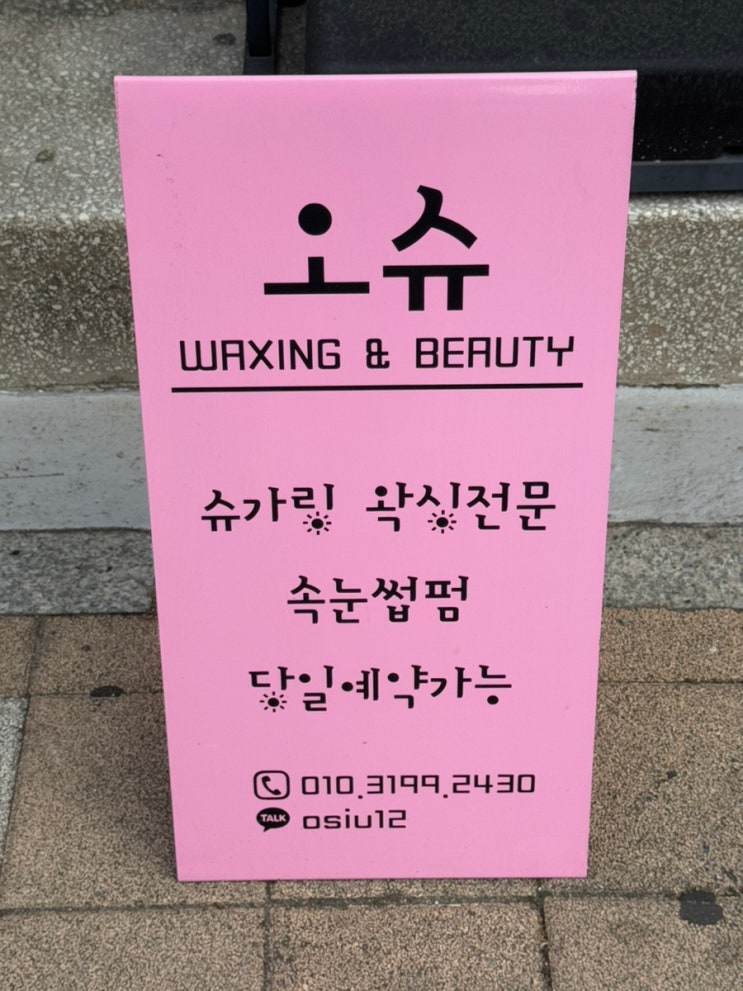 오슈
WAXING & BEAUTY
슈가링 왁싱전문
속눈썹펌
당일예약가능
010.3199.2430
TALK osiu12